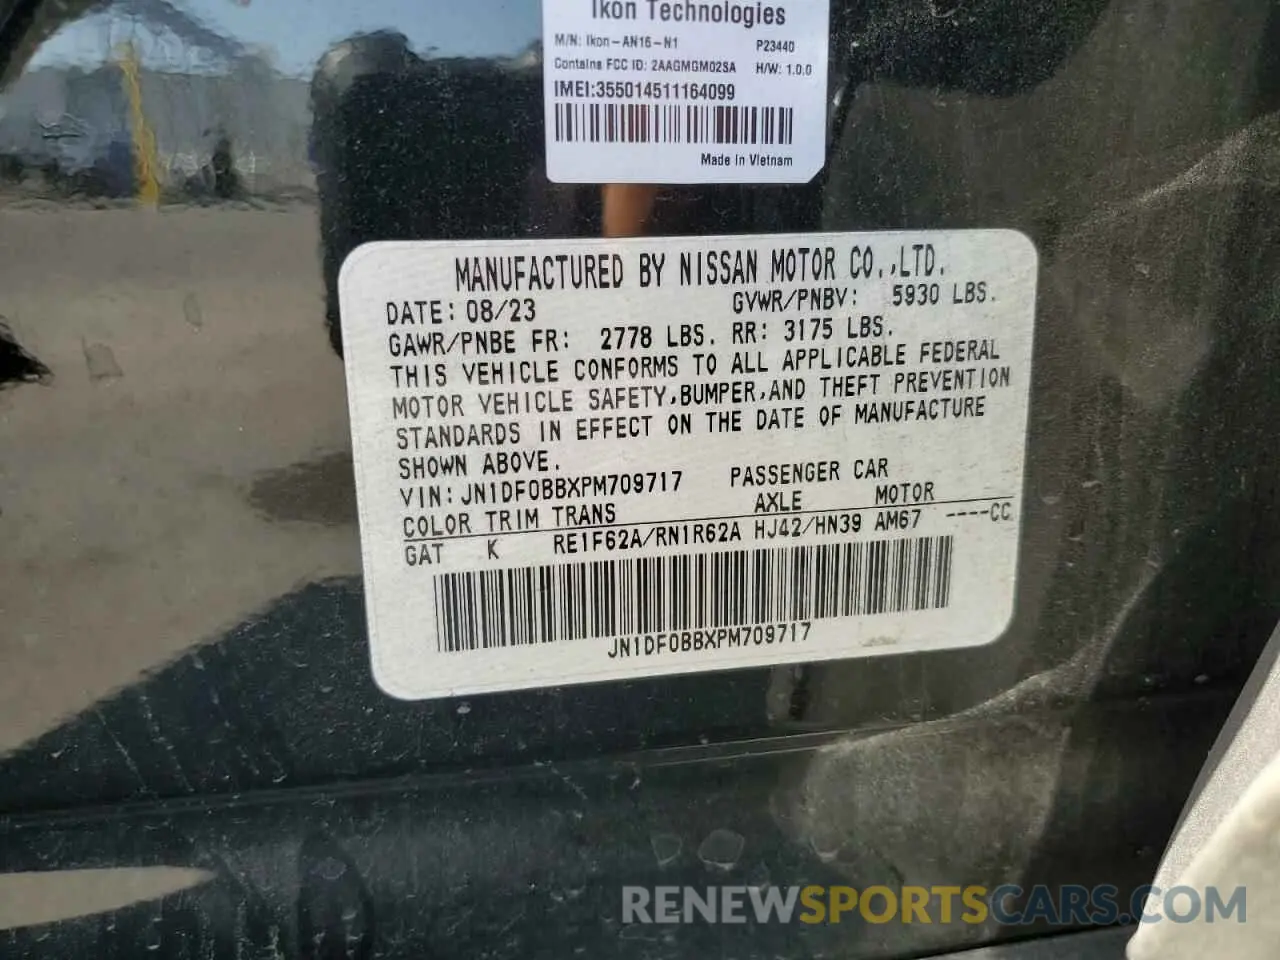 Ikon Technologies
M/N: Ikon-AN15-N1 P23440
Contains FCC ID: 2AAGMGM02SA H/W: 1.0.0
IMEI:355014511164099
Made in Vietnam
MANUFACTURED BY NISSAN MOTOR CO.,LTD.
DATE: 08/23 GVWR/PNBV: 5930 LBS.
GAWR/PNBE FR: 2778 LBS. RR: 3175 LBS.
THIS VEHICLE CONFORMS TO ALL APPLICABLE FEDERAL
MOTOR VEHICLE SAFETY,BUMPER,AND THEFT PREVENTION
STANDARDS IN EFFECT ON THE DATE OF MANUFACTURE
SHOWN ABOVE.
VIN: JN1DF0BBXPM709717 PASSENGER CAR
COLOR TRIM TRANS AXLE MOTOR
GAT K RE1F62A/RN1R62A HJ42/HN39 AM67 ----CC
JN1DF0BBXPM709717
RENEWSPORTSCARS.COM